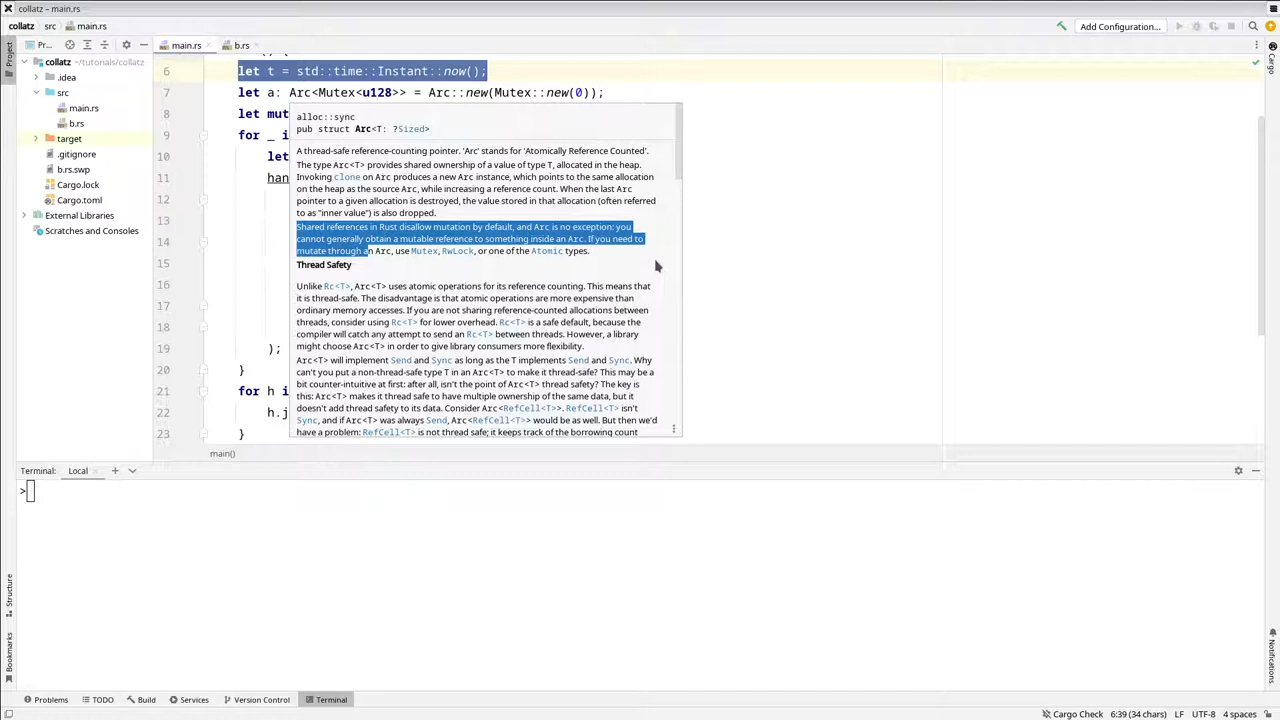 collatz – main.rs
collatz
src
main.rs
Add Configuration...
Project
Pr...
main.rs
b.rs
Cargo
collatz ~/tutorials/collatz
.idea
src
main.rs
b.rs
target
.gitignore
b.rs.swp
Cargo.lock
Cargo.toml
External Libraries
Scratches and Consoles
6 let t = std::time::Instant::now();
7 let a: Arc<Mutex<u128>> = Arc::new(Mutex::new(0));
8 let mut
9 for _ i
10 let
11 han
12
13
14
15
16
17
18
19 );
20 }
21 for h i
22 h.j
23 }
alloc::sync
pub struct Arc<T: ?Sized>
A thread-safe reference-counting pointer. 'Arc' stands for 'Atomically Reference Counted'.
The type Arc<T> provides shared ownership of a value of type T, allocated in the heap.
Invoking clone on Arc produces a new Arc instance, which points to the same allocation
on the heap as the source Arc, while increasing a reference count. When the last Arc
pointer to a given allocation is destroyed, the value stored in that allocation (often referred
to as "inner value") is also dropped.
Shared references in Rust disallow mutation by default, and Arc is no exception: you
cannot generally obtain a mutable reference to something inside an Arc. If you need to
mutate through an Arc, use Mutex, RwLock, or one of the Atomic types.
Thread Safety
Unlike Rc<T>, Arc<T> uses atomic operations for its reference counting. This means that
it is thread-safe. The disadvantage is that atomic operations are more expensive than
ordinary memory accesses. If you are not sharing reference-counted allocations between
threads, consider using Rc<T> for lower overhead. Rc<T> is a safe default, because the
compiler will catch any attempt to send an Rc<T> between threads. However, a library
might choose Arc<T> in order to give library consumers more flexibility.
Arc<T> will implement Send and Sync as long as the T implements Send and Sync. Why
can't you put a non-thread-safe type T in an Arc<T> to make it thread-safe? This may be a
bit counter-intuitive at first: after all, isn't the point of Arc<T> thread safety? The key is
this: Arc<T> makes it thread safe to have multiple ownership of the same data, but it
doesn't add thread safety to its data. Consider Arc<RefCell<T>>. RefCell<T> isn't
Sync, and if Arc<T> was always Send, Arc<RefCell<T>> would be as well. But then we'd
have a problem: RefCell<T> is not thread safe; it keeps track of the borrowing count
main()
Terminal:
Local
>
Structure
Bookmarks
Notifications
Problems
TODO
Build
Services
Version Control
Terminal
Cargo Check
6:39 (34 chars)
LF
UTF-8
4 spaces